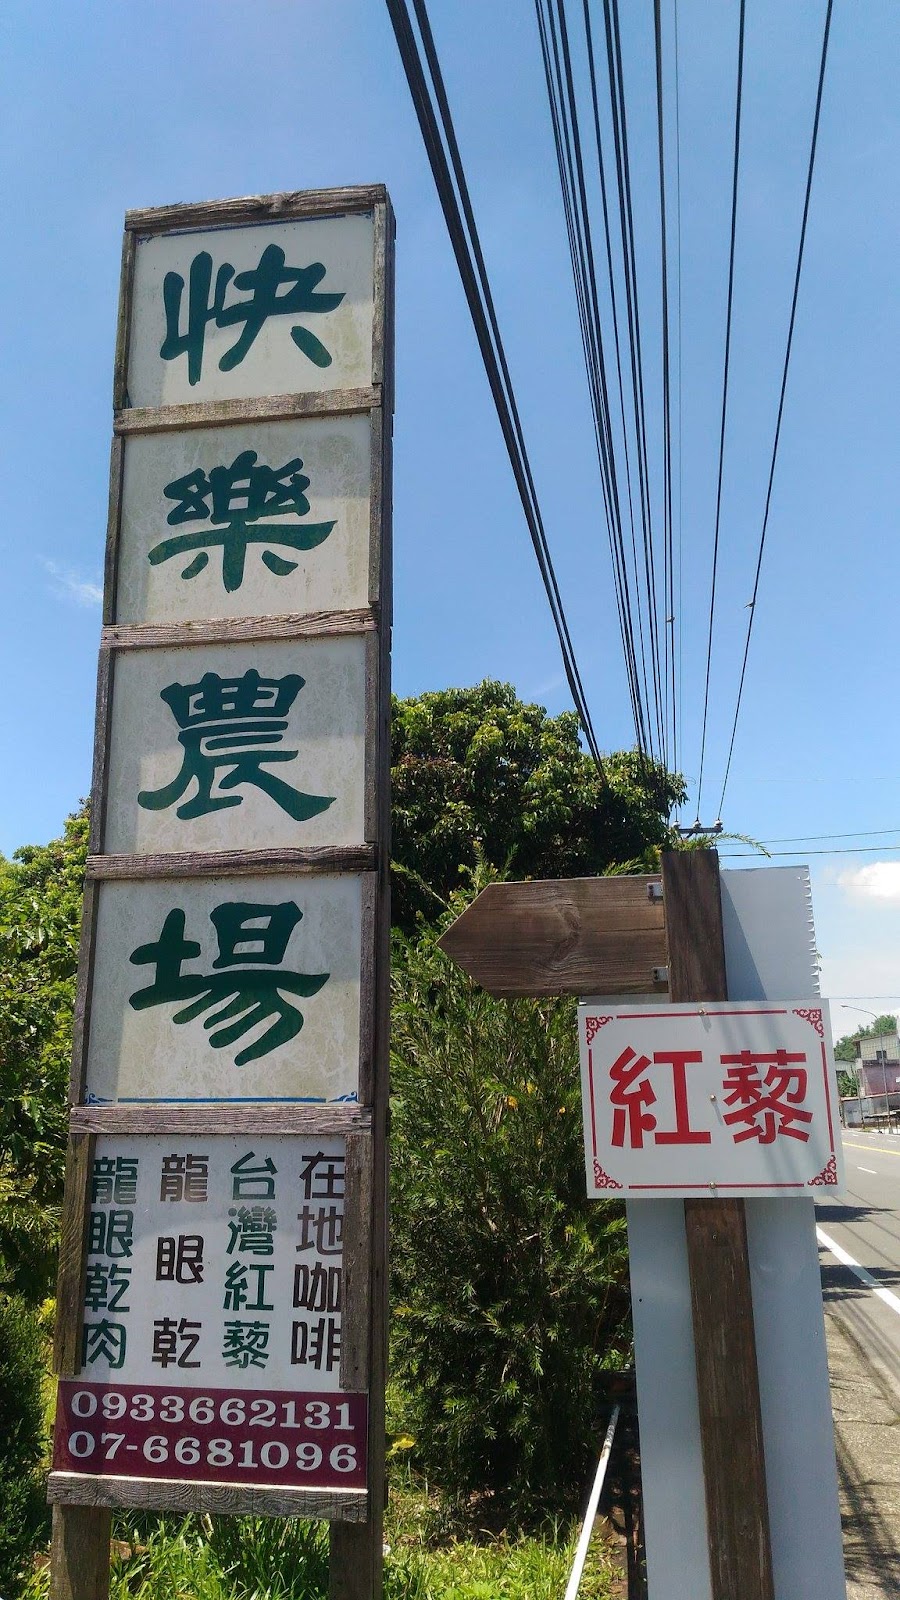 快樂農場
在地咖啡
台灣紅藜
龍眼乾
龍眼乾肉
0933662131
07-6681096
紅藜